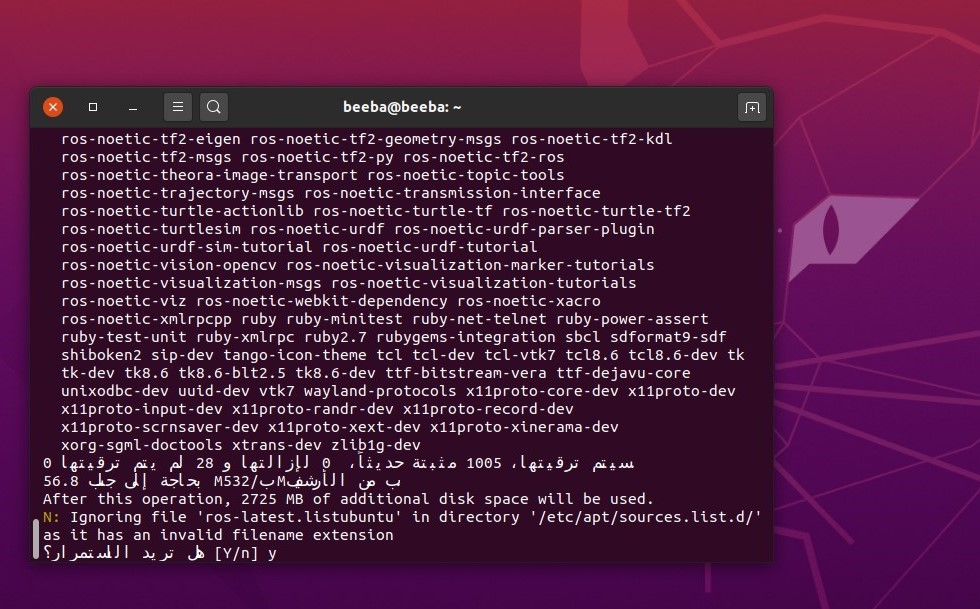 beeba@beeba: ~
ros-noetic-tf2-eigen ros-noetic-tf2-geometry-msgs ros-noetic-tf2-kdl
ros-noetic-tf2-msgs ros-noetic-tf2-py ros-noetic-tf2-ros
ros-noetic-theora-image-transport ros-noetic-topic-tools
ros-noetic-trajectory-msgs ros-noetic-transmission-interface
ros-noetic-turtle-actionlib ros-noetic-turtle-tf ros-noetic-turtle-tf2
ros-noetic-turtlesim ros-noetic-urdf ros-noetic-urdf-parser-plugin
ros-noetic-urdf-sim-tutorial ros-noetic-urdf-tutorial
ros-noetic-vision-opencv ros-noetic-visualization-marker-tutorials
ros-noetic-visualization-msgs ros-noetic-visualization-tutorials
ros-noetic-viz ros-noetic-webkit-dependency ros-noetic-xacro
ros-noetic-xmlrpcpp ruby ruby-minitest ruby-net-telnet ruby-power-assert
ruby-test-unit ruby-xmlrpc ruby2.7 rubygems-integration sbcl sdformat9-sdf
shiboken2 sip-dev tango-icon-theme tcl tcl-dev tcl-vtk7 tcl8.6 tcl8.6-dev tk
tk-dev tk8.6 tk8.6-blt2.5 tk8.6-dev ttf-bitstream-vera ttf-dejavu-core
unixodbc-dev uuid-dev vtk7 wayland-protocols x11proto-core-dev x11proto-dev
x11proto-input-dev x11proto-randr-dev x11proto-record-dev
x11proto-scrnsaver-dev x11proto-xext-dev x11proto-xinerama-dev
xorg-sgml-doctools xtrans-dev zlib1g-dev
0 سيتم ترقيتها، 1005 مثبتة حديثاً، 0 لإزالتها و 28 لم يتم ترقيتها
بحاجة إلى جلب 56.8 Mب/532Mب من الأرشيف
After this operation, 2725 MB of additional disk space will be used.
N: Ignoring file 'ros-latest.listubuntu' in directory '/etc/apt/sources.list.d/'
as it has an invalid filename extension
هل تريد الاستمرار؟ [Y/n] y